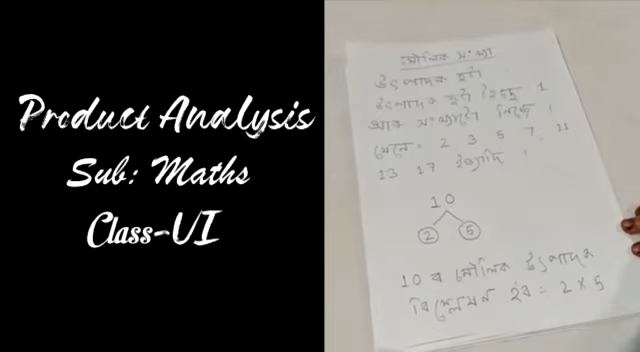 Product Analysis
Sub: Maths
Class-VI
মৌলিক সংখ্যা
উৎপাদক দুটা
উৎপাদক দুটা হৈছে 1
আৰু সংখ্যাটো নিজে।
যেনে- 2, 3 5 7, 11
13 17 ইত্যাদি ।
10
2 5
10 ৰ মৌলিক উৎপাদক
বিশ্লেষন হ'ব = 2 × 5